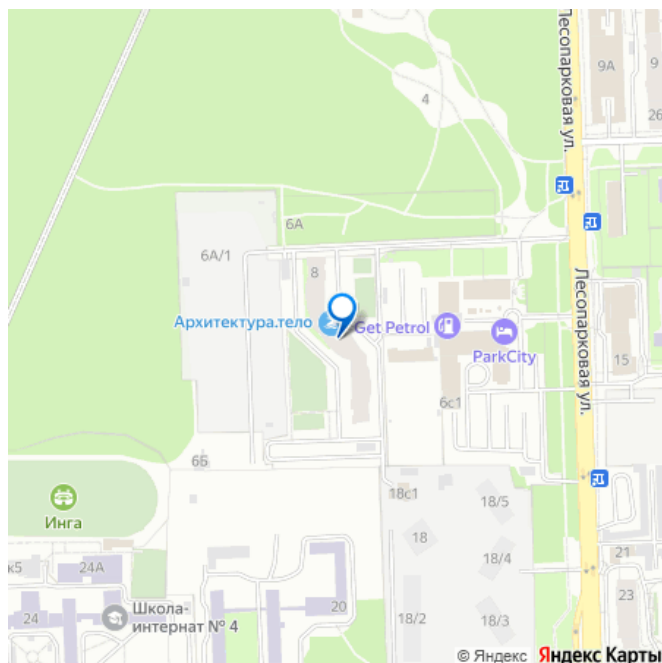 Лесопарковая ул.
9А
9
26
4
6А
6А/1
8
Архитектура.тело
Get Petrol
ParkCity
Лесопарковая ул.
15
6с1
6Б
18с1
18/5
Инга
18
к5
24А
21
18/4
24
Школа-
интернат № 4
20
18/2
18/3
23
© Яндекс Яндекс Карты